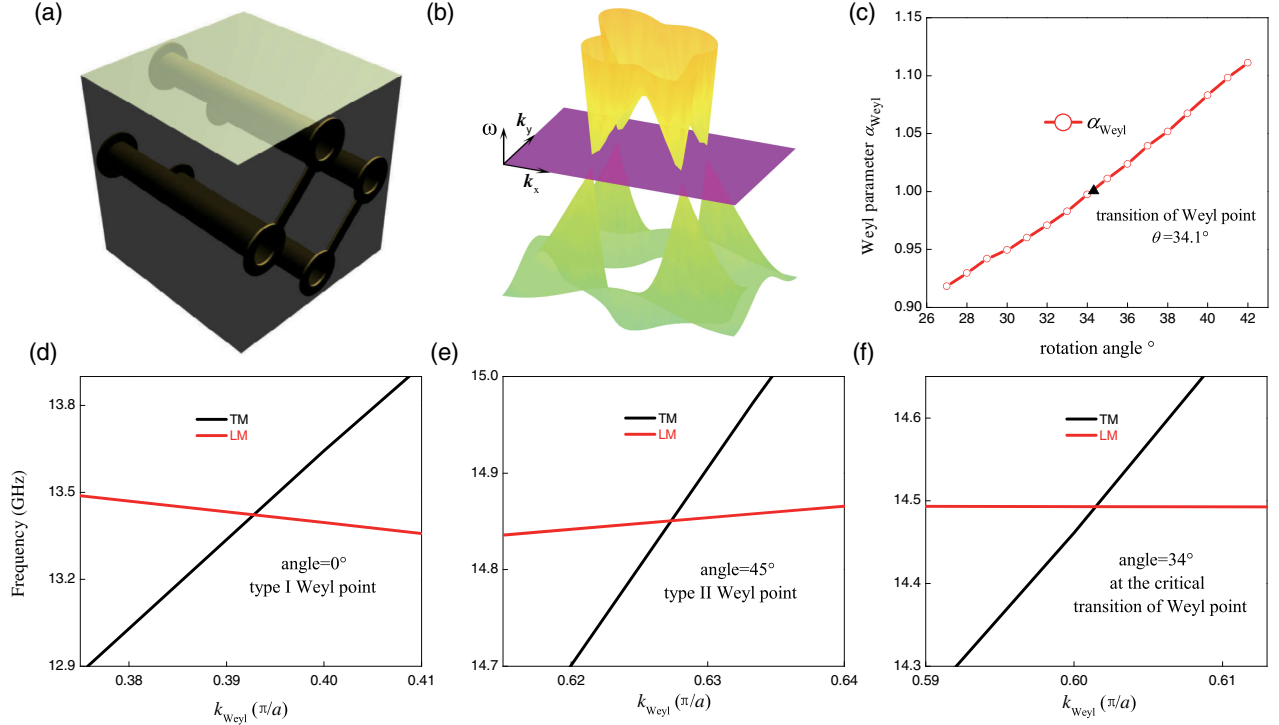 (a)
(b)
ω
k_y
k_x
(c)
Weyl parameter α_Weyl
1.15
1.10
1.05
1.00
0.95
0.90
α_Weyl
transition of Weyl point
θ=34.1°
26 28 30 32 34 36 38 40 42
rotation angle °
(d)
Frequency (GHz)
13.8
13.5
13.2
12.9
TM
LM
angle=0°
type I Weyl point
0.38 0.39 0.40 0.41
k_Weyl (π/a)
(e)
15.0
14.9
14.8
14.7
TM
LM
angle=45°
type II Weyl point
0.62 0.63 0.64
k_Weyl (π/a)
(f)
14.6
14.5
14.4
14.3
TM
LM
angle=34°
at the critical
transition of Weyl point
0.59 0.60 0.61
k_Weyl (π/a)